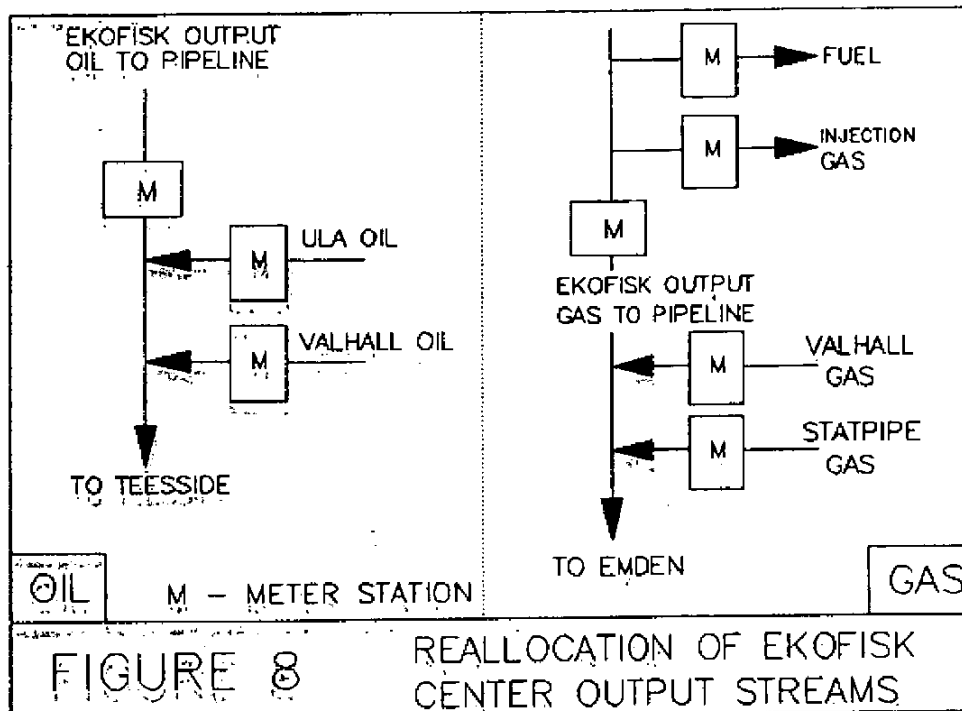 EKOFISK OUTPUT
OIL TO PIPELINE
M
ULA OIL
M
VALHALL OIL
M
TO TEESSIDE
OIL
M - METER STATION
M
FUEL
M
INJECTION
GAS
M
EKOFISK OUTPUT
GAS TO PIPELINE
M
VALHALL
GAS
M
STATPIPE
GAS
TO EMDEN
GAS
FIGURE 8
REALLOCATION OF EKOFISK
CENTER OUTPUT STREAMS